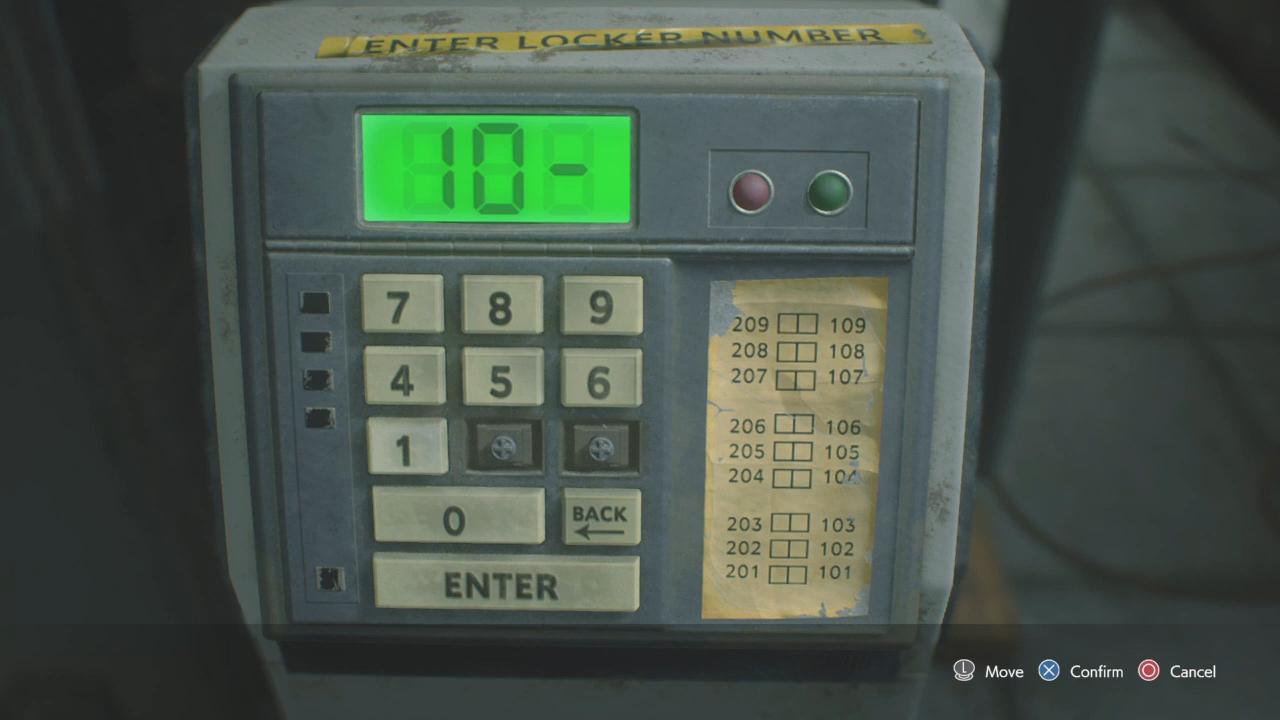 ENTER LOCKER NUMBER
10-
7 8 9
4 5 6
1
0 BACK
ENTER
209 109
208 108
207 107
206 106
205 105
204 104
203 103
202 102
201 101
L Move Confirm Cancel